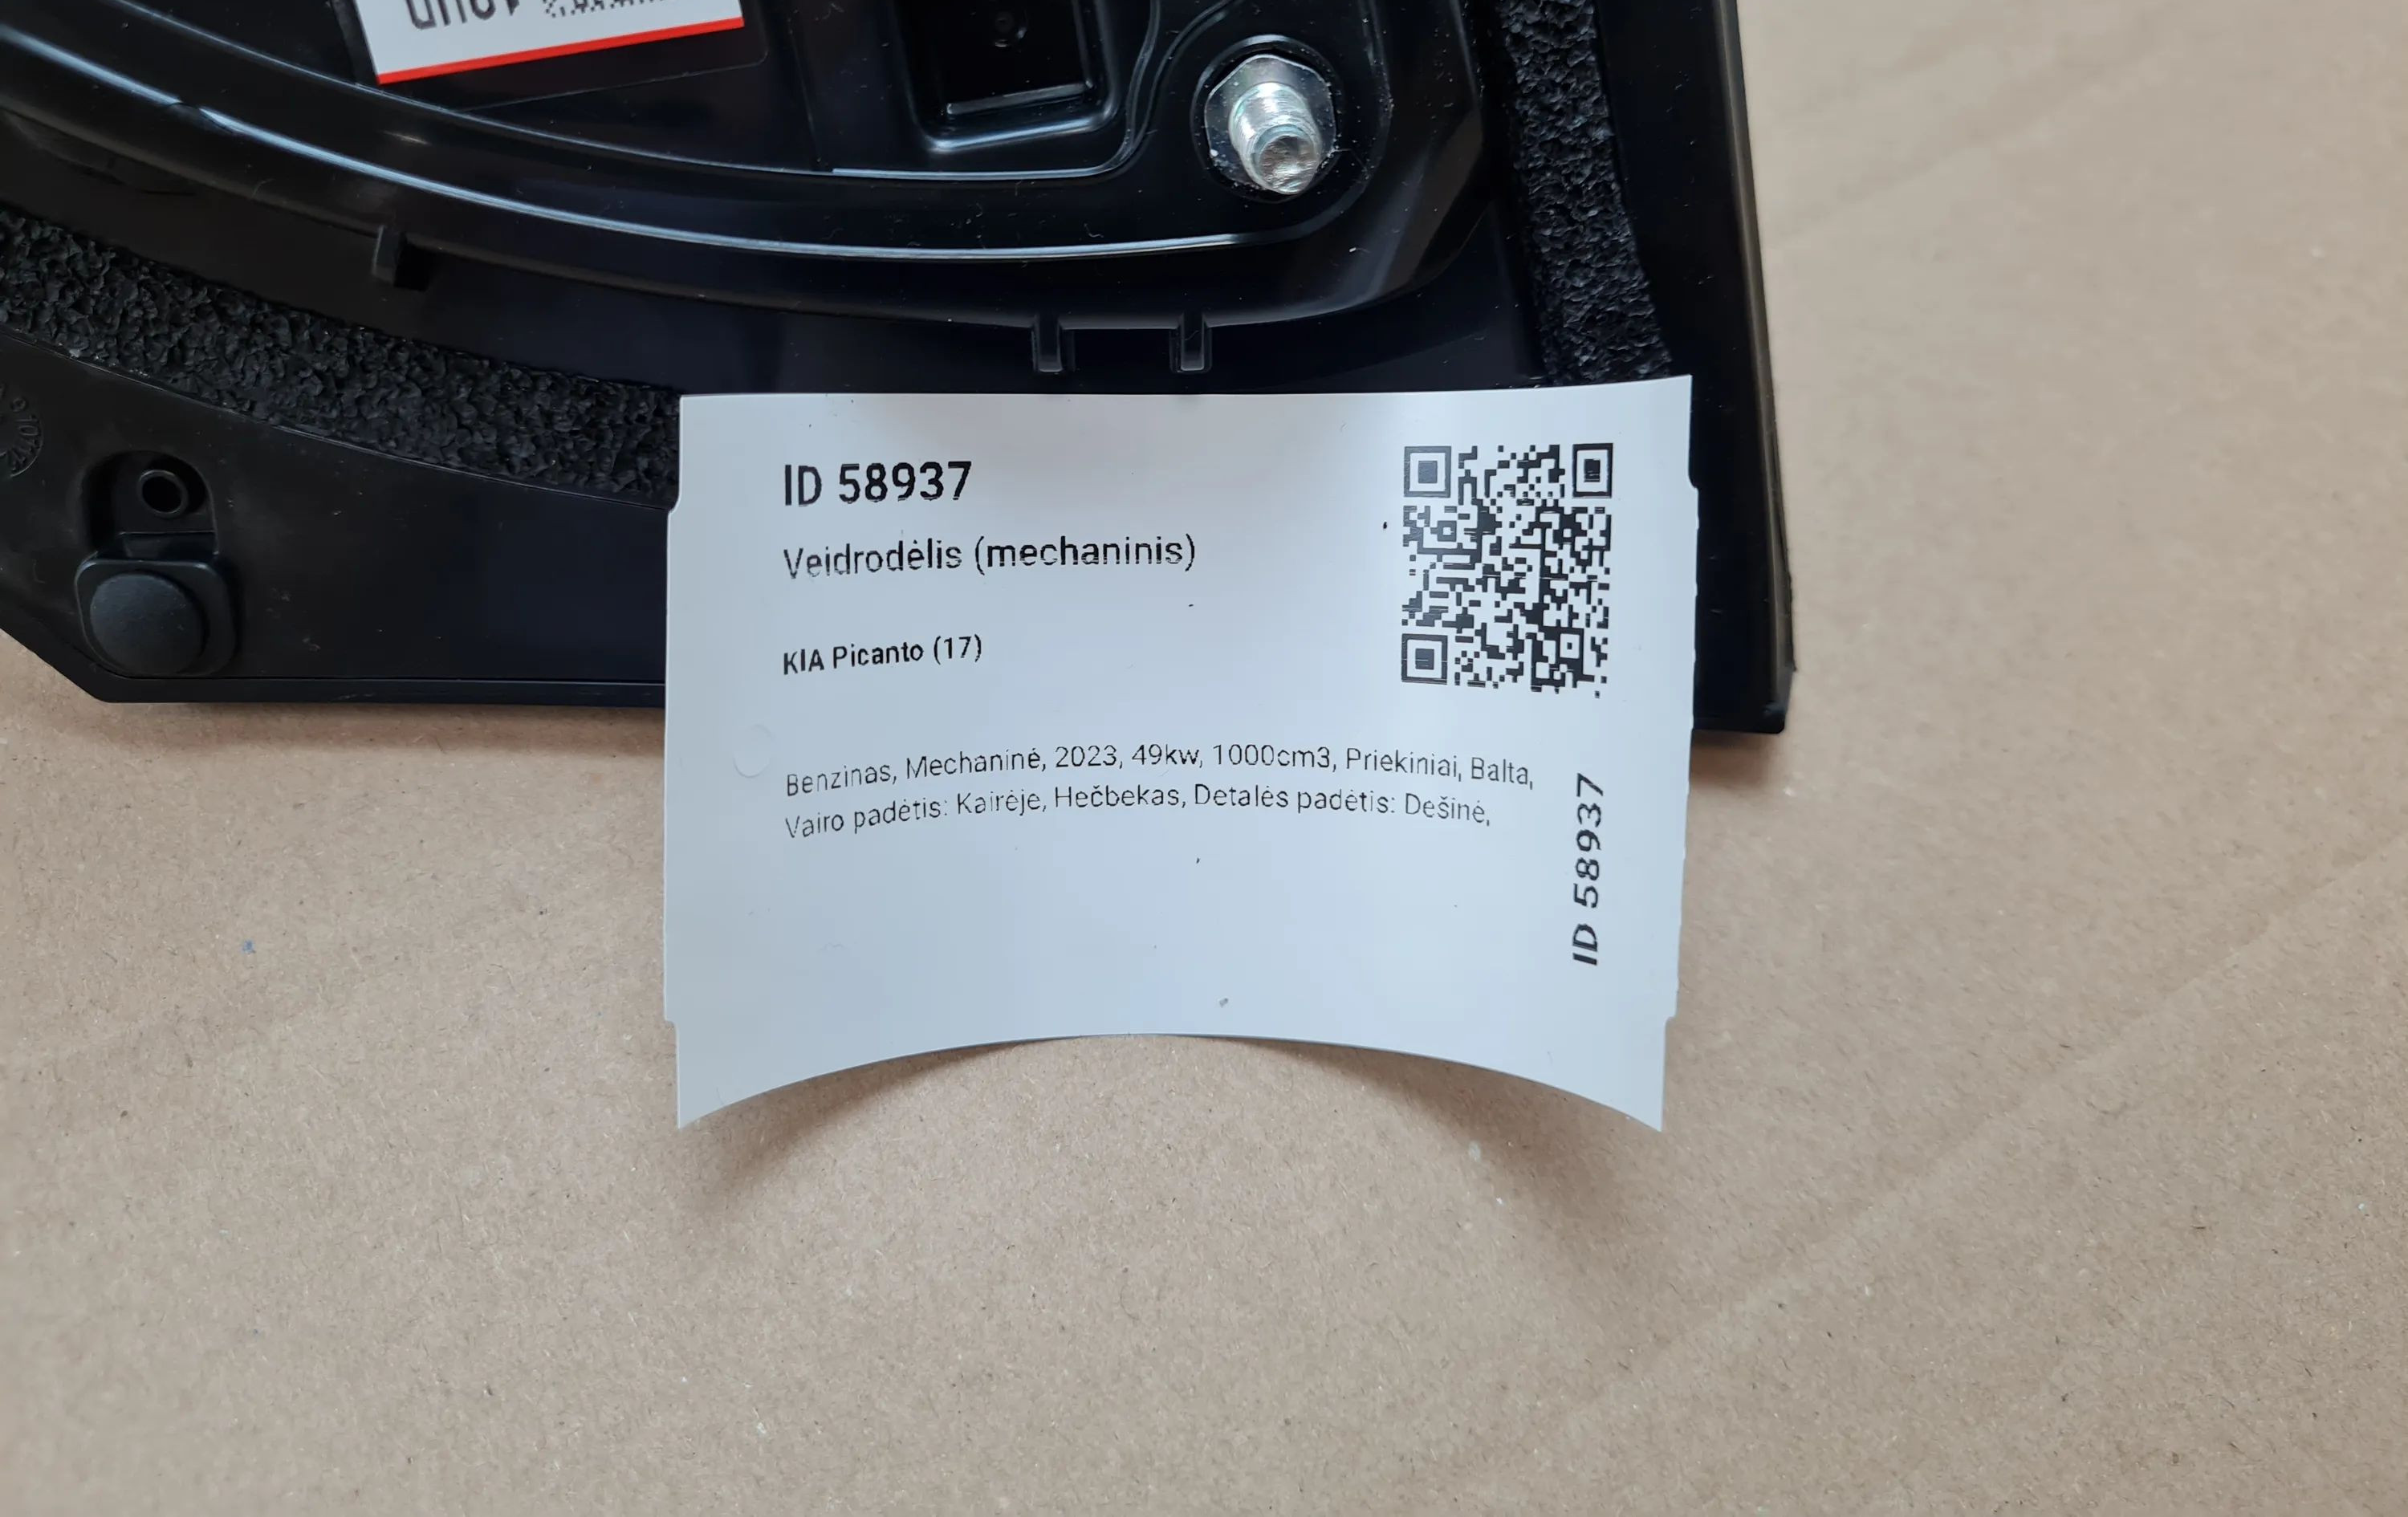 ID 58937
Veidrodėlis (mechaninis)
KIA Picanto (17)
Benzinas, Mechaninė, 2023, 49kw, 1000cm3, Priekiniai, Balta,
Vairo padėtis: Kairėje, Hečbekas, Detalės padėtis: Dešinė,
ID 58937